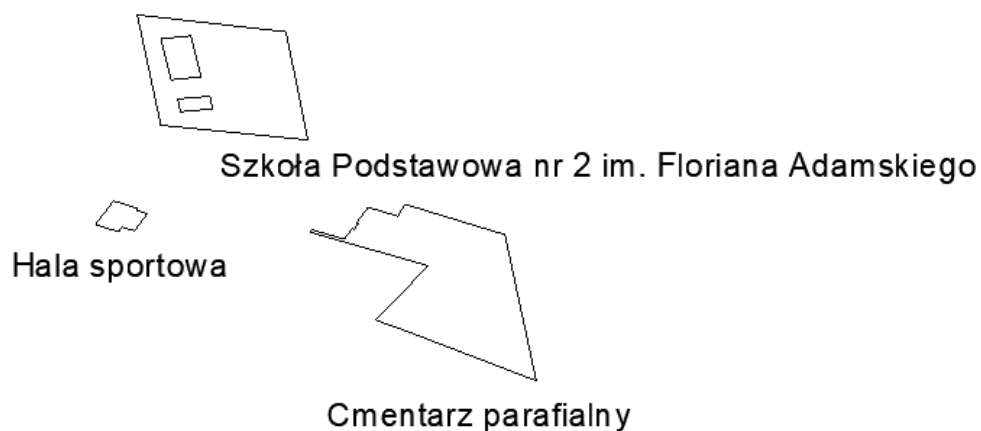 Szkoła Podstawowa nr 2 im. Floriana Adamskiego
Hala sportowa
Cmentarz parafialny